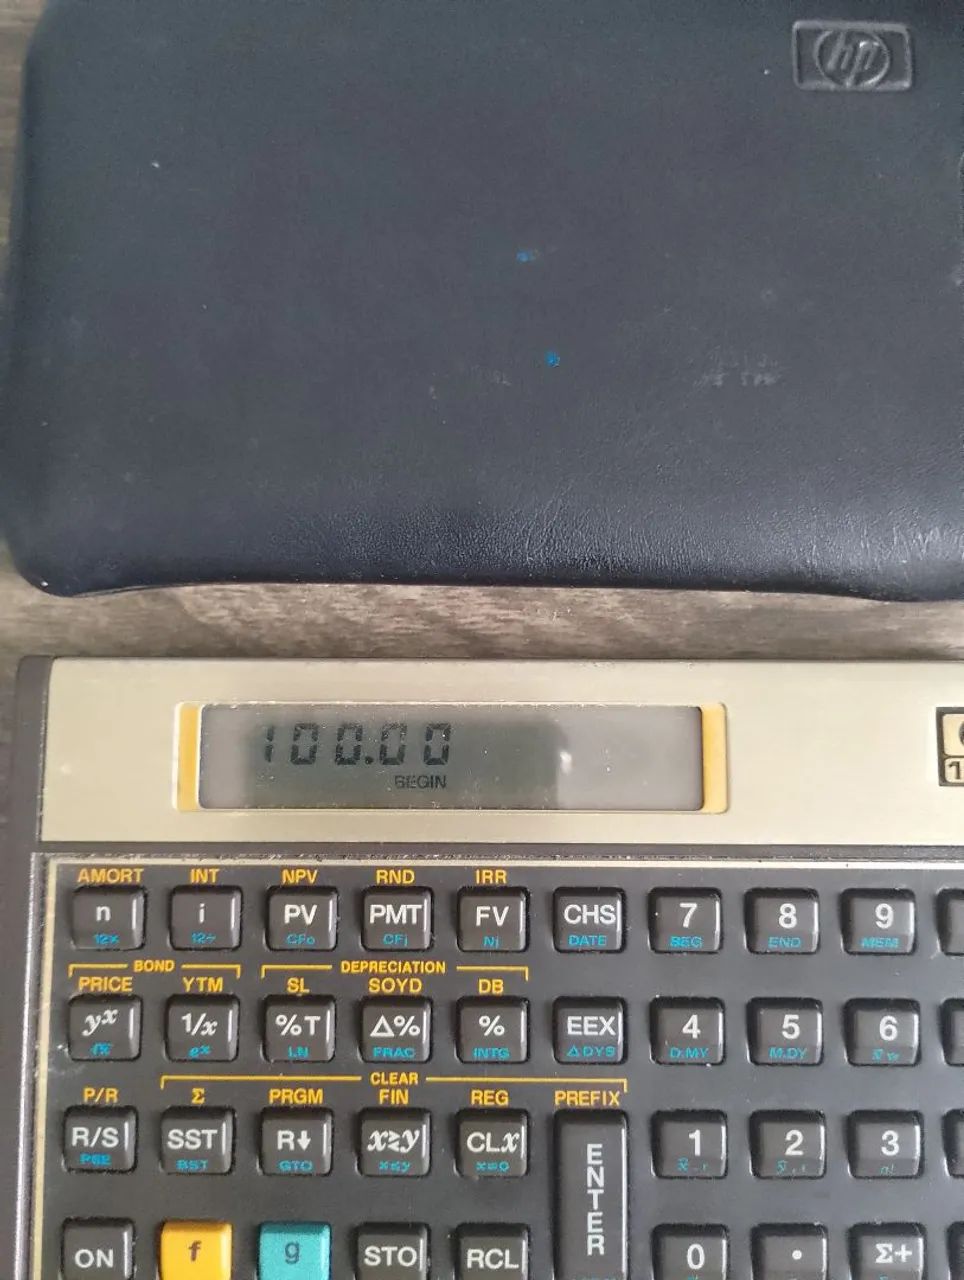 hp
100.00
BEGIN
AMORT INT NPV RND IRR
n i PV PMT FV CHS 7 8 9
12× 12÷ CFo CFj Nj DATE BEG END MEM
BOND DEPRECIATION
PRICE YTM SL SOYD DB
yˣ 1/x %T Δ% % EEX 4 5 6
√x eˣ LN FRAC INTG ΔDYS D.MY M.DY
CLEAR
P/R Σ PRGM FIN REG PREFIX
R/S SST R↓ x≷y CLx ENTER 1 2 3
PSE BST GTO x≤y x=0 n!
ON f g STO RCL 0 • Σ+